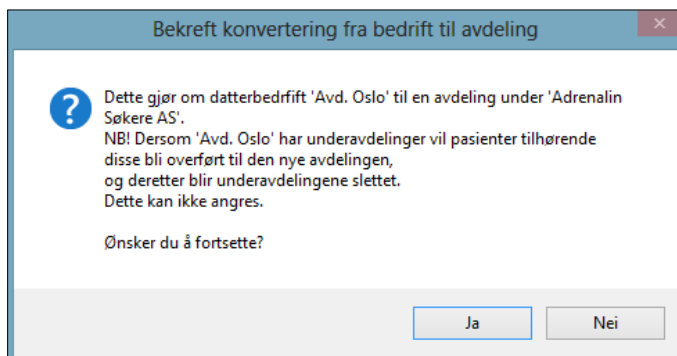 Bekreft konvertering fra bedrift til avdeling
Dette gjør om datterbedrfift 'Avd. Oslo' til en avdeling under 'Adrenalin
Søkere AS'.
NB! Dersom 'Avd. Oslo' har underavdelinger vil pasienter tilhørende
disse bli overført til den nye avdelingen,
og deretter blir underavdelingene slettet.
Dette kan ikke angres.
Ønsker du å fortsette?
Ja
Nei